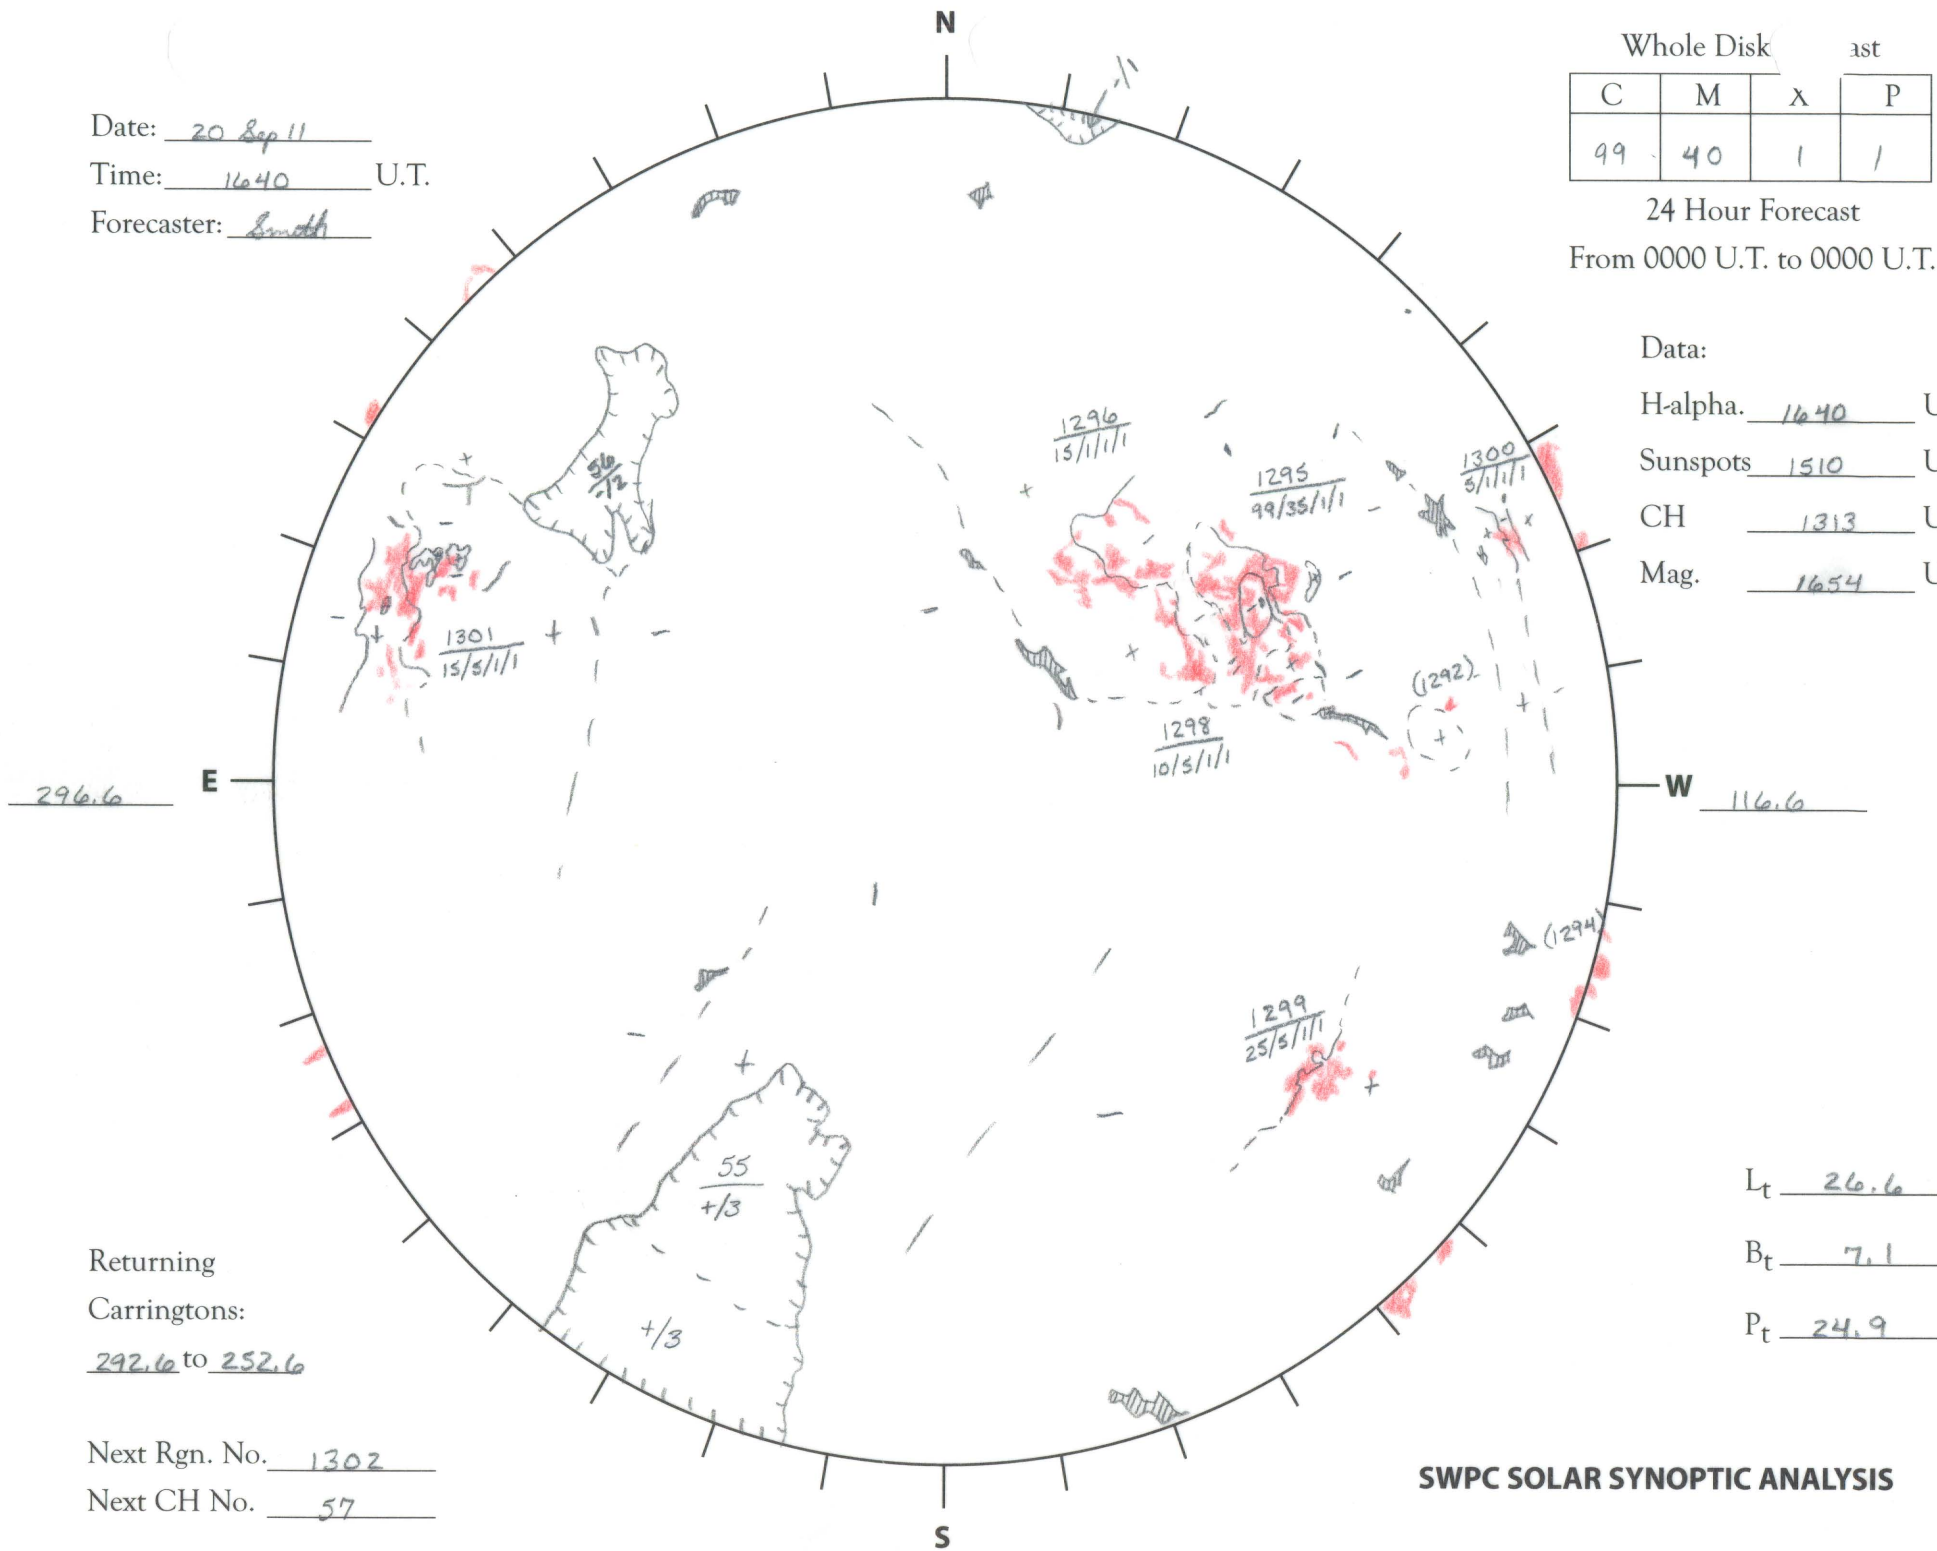 N
Date: 20 Sep 11
Time: 1640 U.T.
Forecaster: Smith
Whole Disk ast
C M X P
99 40 1 1
24 Hour Forecast
From 0000 U.T. to 0000 U.T.
Data:
H-alpha. 1640 U
Sunspots 1510 U
CH 1313 U
Mag. 1654 U
-/1
56
-/2
1296
15/1/1/1
1295
99/35/1/1
1300
5/1/1/1
1301
15/5/1/1
(1292)
1298
10/5/1/1
296.6 E
W 116.6
(1294)
1299
25/5/1/1
55
+/3
+/3
Lt 26.6
Bt 7.1
Pt 24.9
Returning
Carringtons:
292.6 to 252.6
Next Rgn. No. 1302
Next CH No. 57
SWPC SOLAR SYNOPTIC ANALYSIS
S